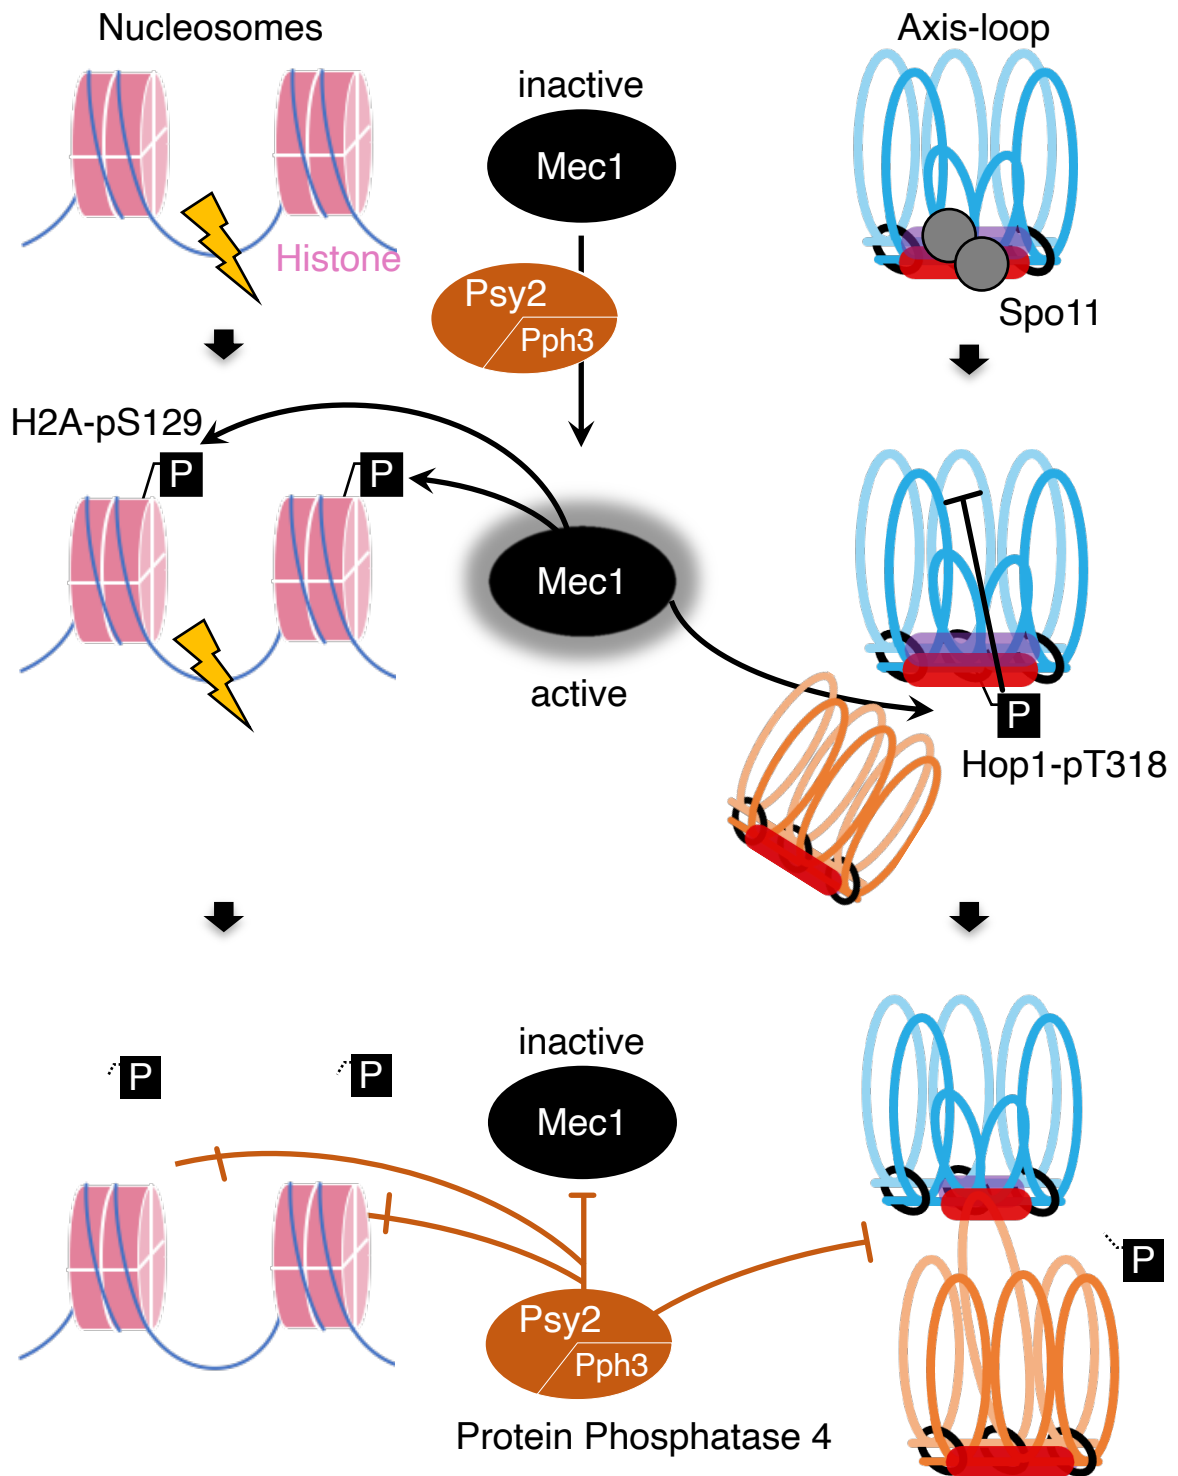 Nucleosomes
Axis-loop
inactive
Mec1
Histone
Psy2
Pph3
Spo11
H2A-pS129
P
P
Mec1
active
P
Hop1-pT318
inactive
P
P
Mec1
P
Psy2
Pph3
Protein Phosphatase 4